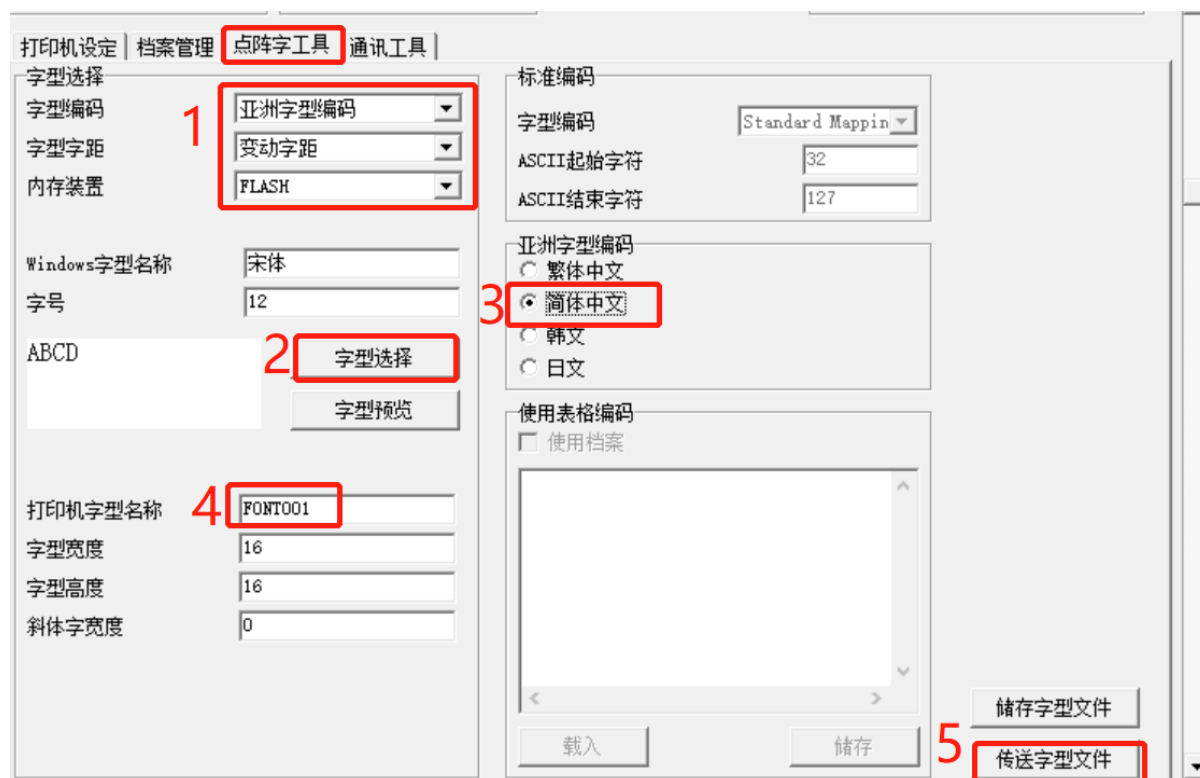 打印机设定 档案管理 点阵字工具 通讯工具
字型选择
字型编码 亚洲字型编码
1
字型字距 变动字距
内存装置 FLASH
Windows字型名称 宋体
字号 12
ABCD
2 字型选择
字型预览
打印机字型名称 4 FONT001
字型宽度 16
字型高度 16
斜体字宽度 0
标准编码
字型编码 Standard Mappin
ASCII起始字符 32
ASCII结束字符 127
亚洲字型编码
繁体中文
3 简体中文
韩文
日文
使用表格编码
使用档案
载入 储存
储存字型文件
5 传送字型文件